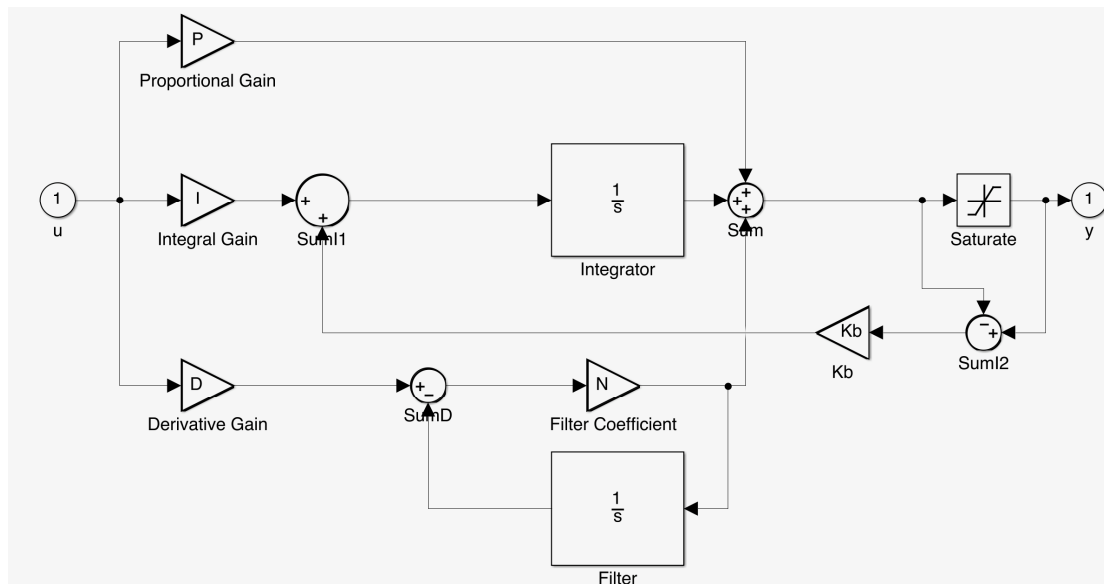 P
Proportional Gain
1
u
I
Integral Gain
+
+
SumI1
1
s
Integrator
+
+
+
Sum
Saturate
1
y
Kb
Kb
−
+
SumI2
D
Derivative Gain
+
−
SumD
N
Filter Coefficient
1
s
Filter